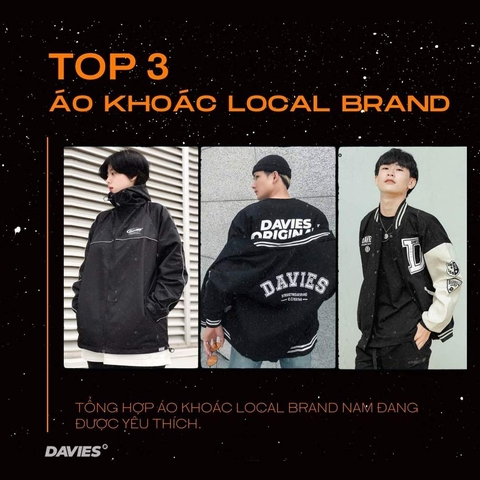 TOP 3
ÁO KHOÁC LOCAL BRAND
DAVIES
ORIGINAL
DAVIES
D
TỔNG HỢP ÁO KHOÁC LOCAL BRAND NAM ĐANG
ĐƯỢC YÊU THÍCH.
DAVIES